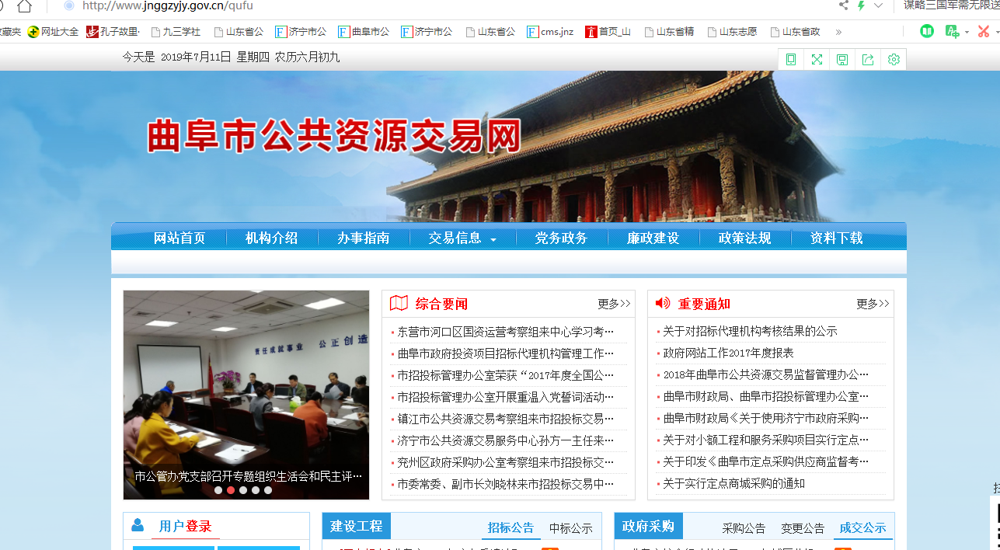 http://www.jnggzyjy.gov.cn/qufu
谋略三国军需无限送
收藏夹 网址大全 孔子故里· 九三学社 山东省公 济宁市公 曲阜市公 济宁市公 山东省公 cms.jnz 首页_山 山东省精 山东志愿 山东省政 »
今天是 2019年7月11日 星期四 农历六月初九
曲阜市公共资源交易网
网站首页 机构介绍 办事指南 交易信息 党务政务 廉政建设 政策法规 资料下载
责任成就事业 公正创造
市公管办党支部召开专题组织生活会和民主评…
综合要闻 更多>>
东营市河口区国资运营考察组来中心学习考…
曲阜市政府投资项目招标代理机构管理工作…
市招投标管理办公室荣获“2017年度全国公…
市招投标管理办公室开展重温入党誓词活动…
镇江市公共资源交易考察组来市招投标交易…
济宁市公共资源交易服务中心孙方一主任来…
兖州区政府采购办公室考察组来市招投标交…
市委常委、副市长刘晓林来市招投标交易中…
重要通知 更多>>
关于对招标代理机构考核结果的公示
政府网站工作2017年度报表
2018年曲阜市公共资源交易监督管理办公…
曲阜市财政局、曲阜市招投标管理办公室…
曲阜市财政局《关于使用济宁市政府采购…
关于对小额工程和服务采购项目实行定点…
关于印发《曲阜市定点采购供应商监督考…
关于实行定点商城采购的通知
用户登录
建设工程 招标公告 中标公示
政府采购 采购公告 变更公告 成交公示